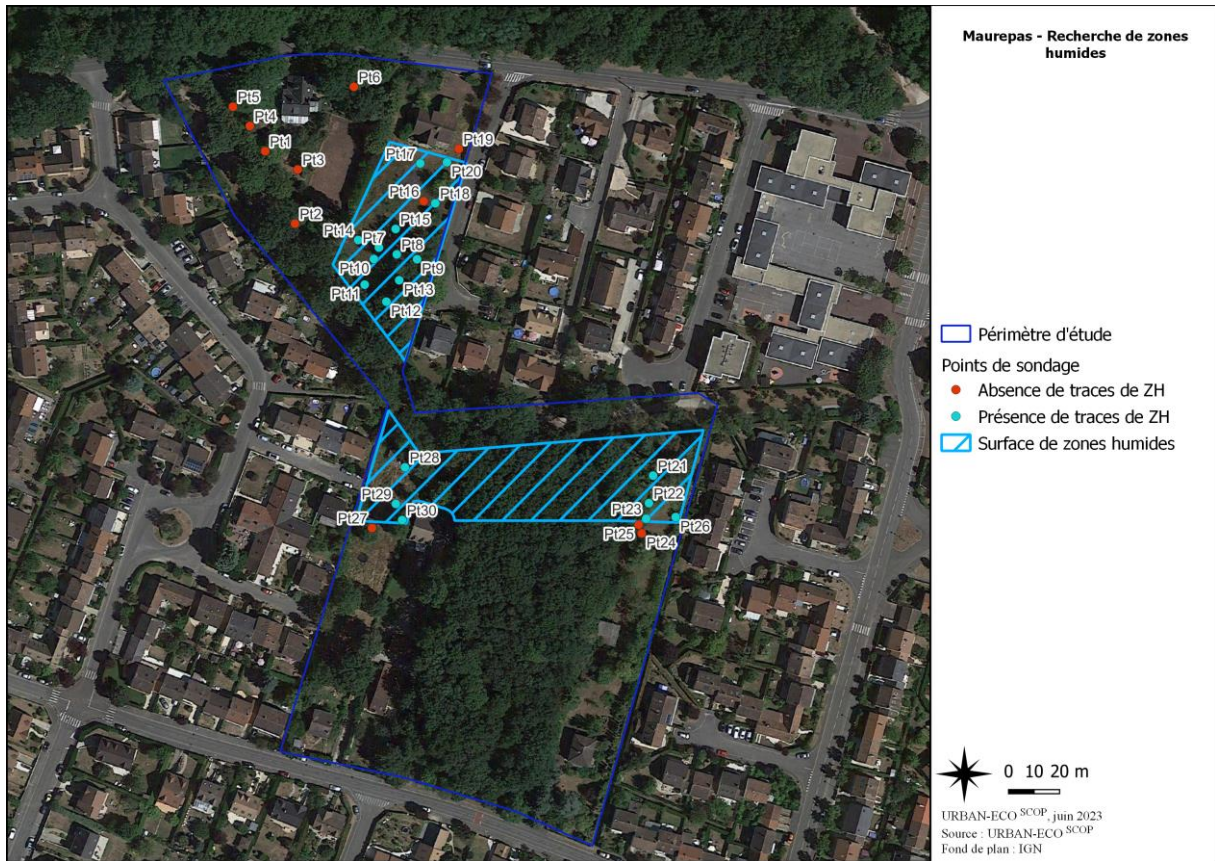 Maurepas - Recherche de zones
humides
Pt6
Pt5
Pt4
Pt1
Pt19
Pt3
Pt17
Pt20
Pt16
Pt18
Pt2
Pt14
Pt15
Pt7
Pt8
Pt10
Pt9
Pt11
Pt13
Pt12
Périmètre d'étude
Points de sondage
Absence de traces de ZH
Présence de traces de ZH
Surface de zones humides
Pt28
Pt21
Pt29
Pt22
Pt23
Pt27
Pt30
Pt26
Pt25
Pt24
0 10 20 m
URBAN-ECO SCOP, juin 2023
Source : URBAN-ECO SCOP
Fond de plan : IGN